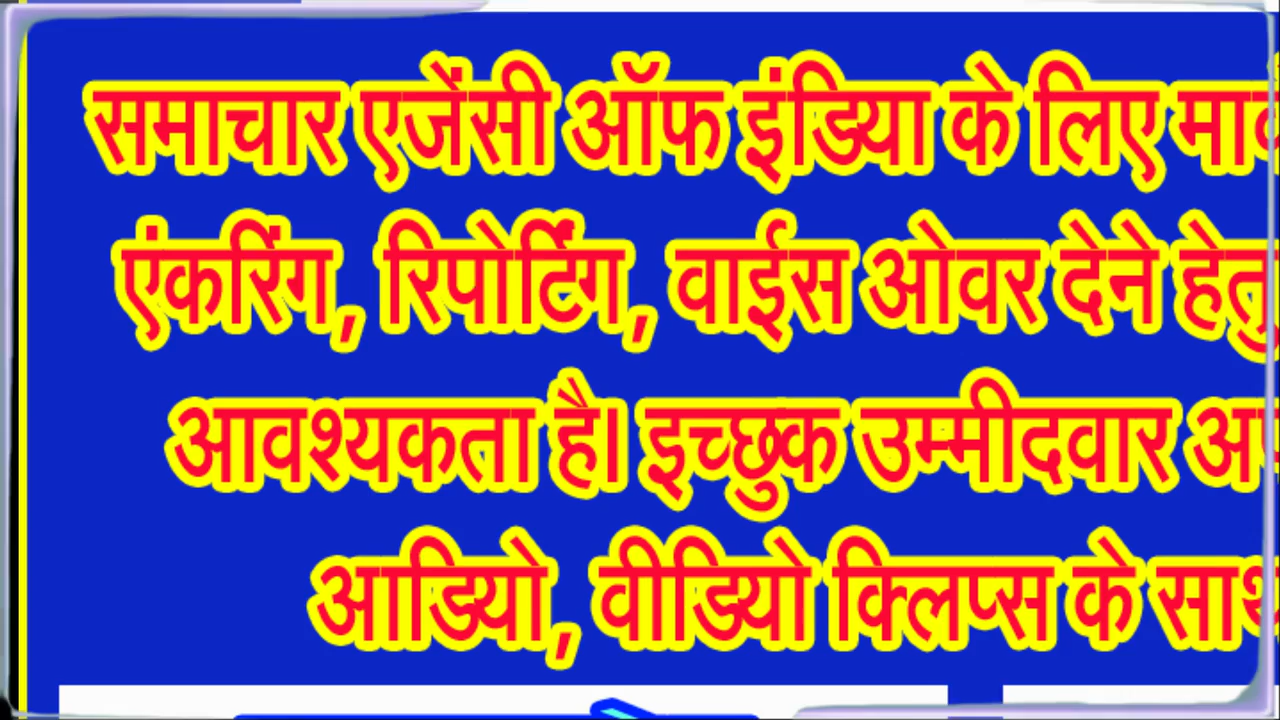 समाचार एजेंसी ऑफ इंडिया के लिए
एंकरिंग, रिपोर्टिंग, वाईस ओवर देने हेतु
आवश्यकता है। इच्छुक उम्मीदवार
आडियो, वीडियो क्लिप्स के साथ